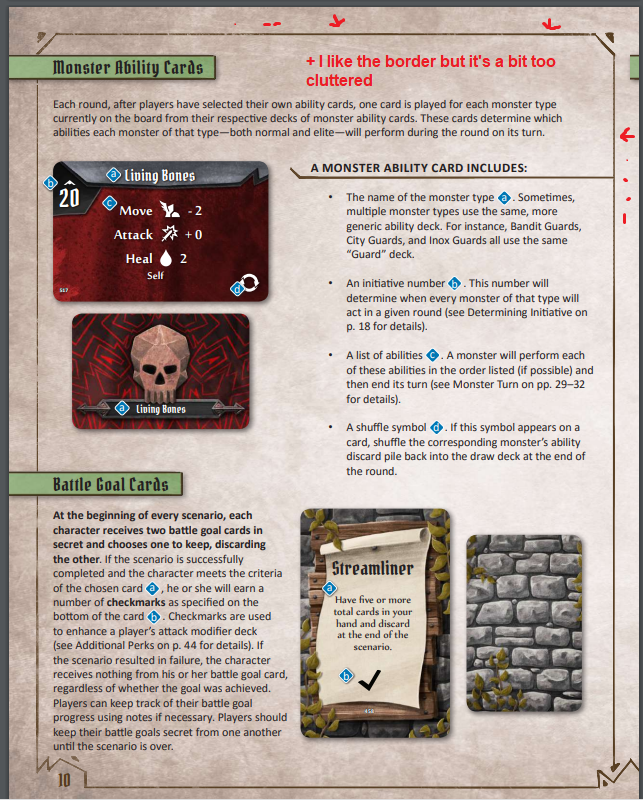 + I like the border but it's a bit too
cluttered
Monster Ability Cards
Each round, after players have selected their own ability cards, one card is played for each monster type
currently on the board from their respective decks of monster ability cards. These cards determine which
abilities each monster of that type—both normal and elite—will perform during the round on its turn.
a Living Bones
b
20
c Move - 2
Attack + 0
Heal 2
Self
d
517
a Living Bones
A MONSTER ABILITY CARD INCLUDES:
• The name of the monster type a . Sometimes,
multiple monster types use the same, more
generic ability deck. For instance, Bandit Guards,
City Guards, and Inox Guards all use the same
“Guard” deck.
• An initiative number b . This number will
determine when every monster of that type will
act in a given round (see Determining Initiative on
p. 18 for details).
• A list of abilities c . A monster will perform each
of these abilities in the order listed (if possible) and
then end its turn (see Monster Turn on pp. 29–32
for details).
• A shuffle symbol d . If this symbol appears on a
card, shuffle the corresponding monster’s ability
discard pile back into the draw deck at the end of
the round.
Battle Goal Cards
At the beginning of every scenario, each
character receives two battle goal cards in
secret and chooses one to keep, discarding
the other. If the scenario is successfully
completed and the character meets the criteria
of the chosen card a , he or she will earn a
number of checkmarks as specified on the
bottom of the card b . Checkmarks are used
to enhance a player’s attack modifier deck
(see Additional Perks on p. 44 for details). If
the scenario resulted in failure, the character
receives nothing from his or her battle goal card,
regardless of whether the goal was achieved.
Players can keep track of their battle goal
progress using notes if necessary. Players should
keep their battle goals secret from one another
until the scenario is over.
Streamliner
a
Have five or more
total cards in your
hand and discard
at the end of the
scenario.
b
458
10